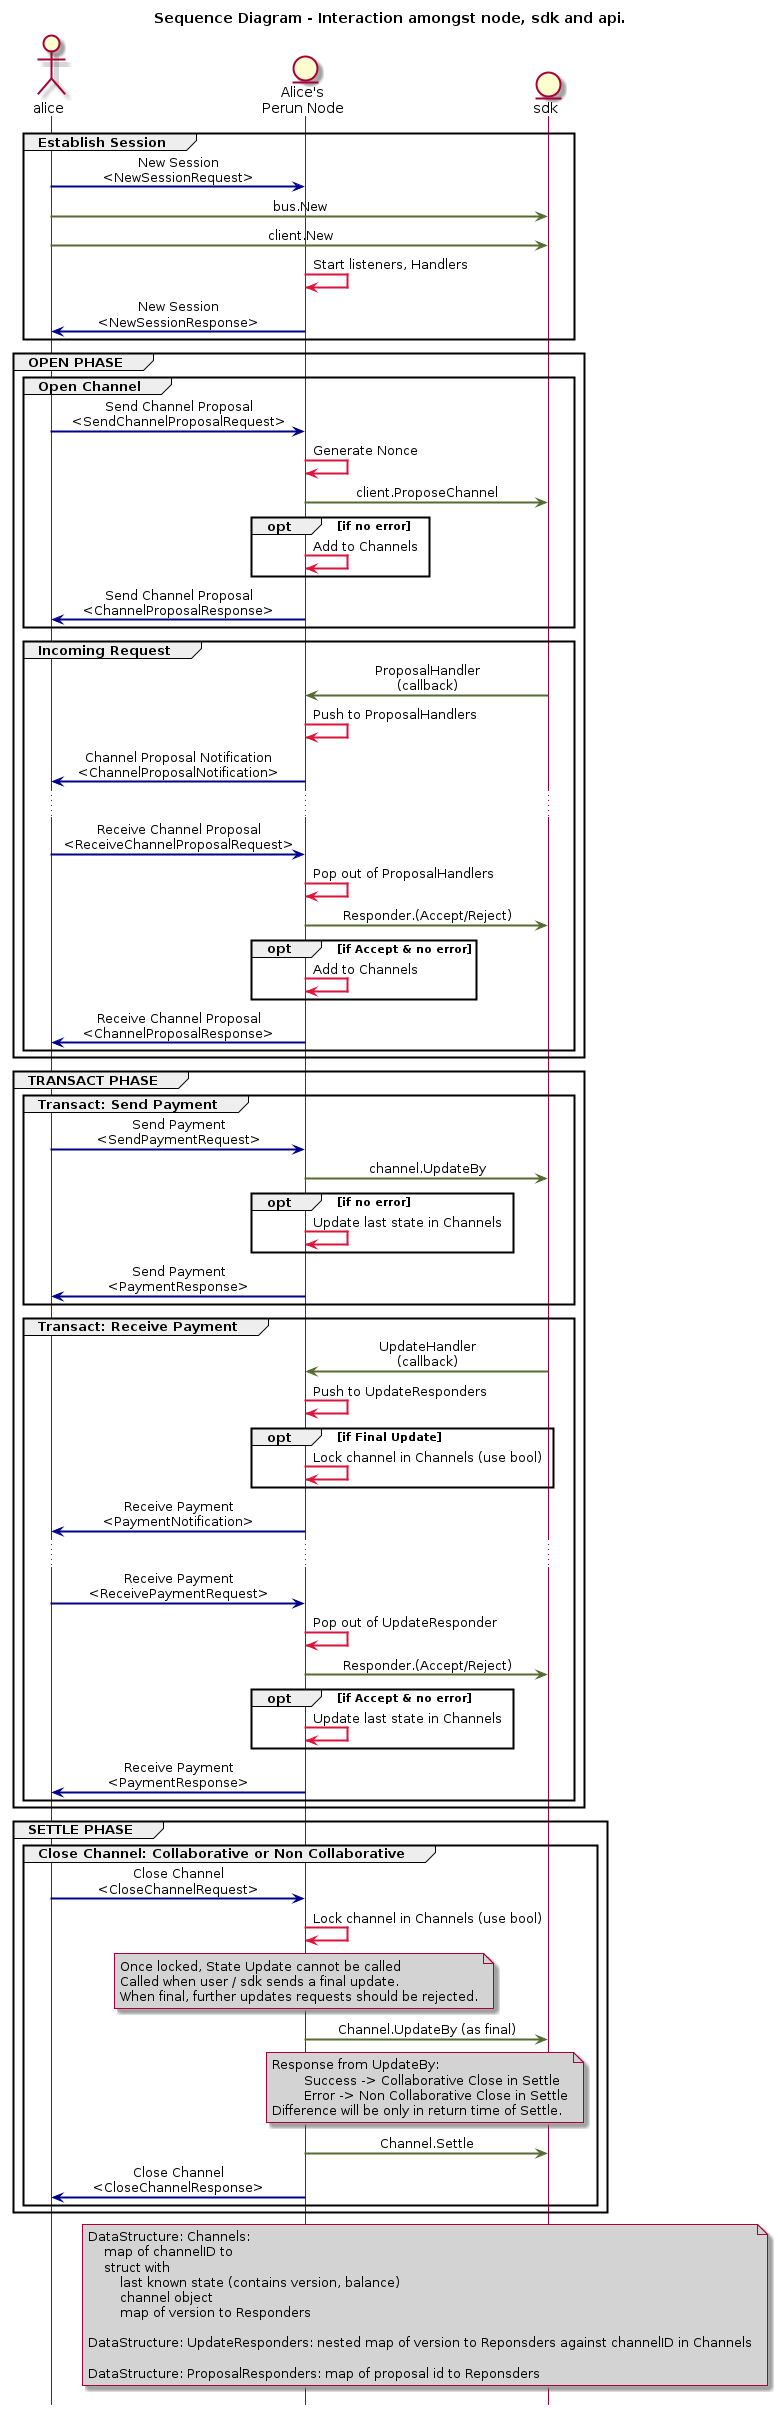 Sequence Diagram - Interaction amongst node, sdk and api.
alice
Alice's
Perun Node
sdk
Establish Session
New Session
<NewSessionRequest>
bus.New
client.New
Start listeners, Handlers
New Session
<NewSessionResponse>
OPEN PHASE
Open Channel
Send Channel Proposal
<SendChannelProposalRequest>
Generate Nonce
client.ProposeChannel
opt [if no error]
Add to Channels
Send Channel Proposal
<ChannelProposalResponse>
Incoming Request
ProposalHandler
(callback)
Push to ProposalHandlers
Channel Proposal Notification
<ChannelProposalNotification>
Receive Channel Proposal
<ReceiveChannelProposalRequest>
Pop out of ProposalHandlers
Responder.(Accept/Reject)
opt [if Accept & no error]
Add to Channels
Receive Channel Proposal
<ChannelProposalResponse>
TRANSACT PHASE
Transact: Send Payment
Send Payment
<SendPaymentRequest>
channel.UpdateBy
opt [if no error]
Update last state in Channels
Send Payment
<PaymentResponse>
Transact: Receive Payment
UpdateHandler
(callback)
Push to UpdateResponders
opt [if Final Update]
Lock channel in Channels (use bool)
Receive Payment
<PaymentNotification>
Receive Payment
<ReceivePaymentRequest>
Pop out of UpdateResponder
Responder.(Accept/Reject)
opt [if Accept & no error]
Update last state in Channels
Receive Payment
<PaymentResponse>
SETTLE PHASE
Close Channel: Collaborative or Non Collaborative
Close Channel
<CloseChannelRequest>
Lock channel in Channels (use bool)
Once locked, State Update cannot be called
Called when user / sdk sends a final update.
When final, further updates requests should be rejected.
Channel.UpdateBy (as final)
Response from UpdateBy:
Success -> Collaborative Close in Settle
Error -> Non Collaborative Close in Settle
Difference will be only in return time of Settle.
Channel.Settle
Close Channel
<CloseChannelResponse>
DataStructure: Channels:
map of channelID to
struct with
last known state (contains version, balance)
channel object
map of version to Responders
DataStructure: UpdateResponders: nested map of version to Reponsders against channelID in Channels
DataStructure: ProposalResponders: map of proposal id to Reponsders